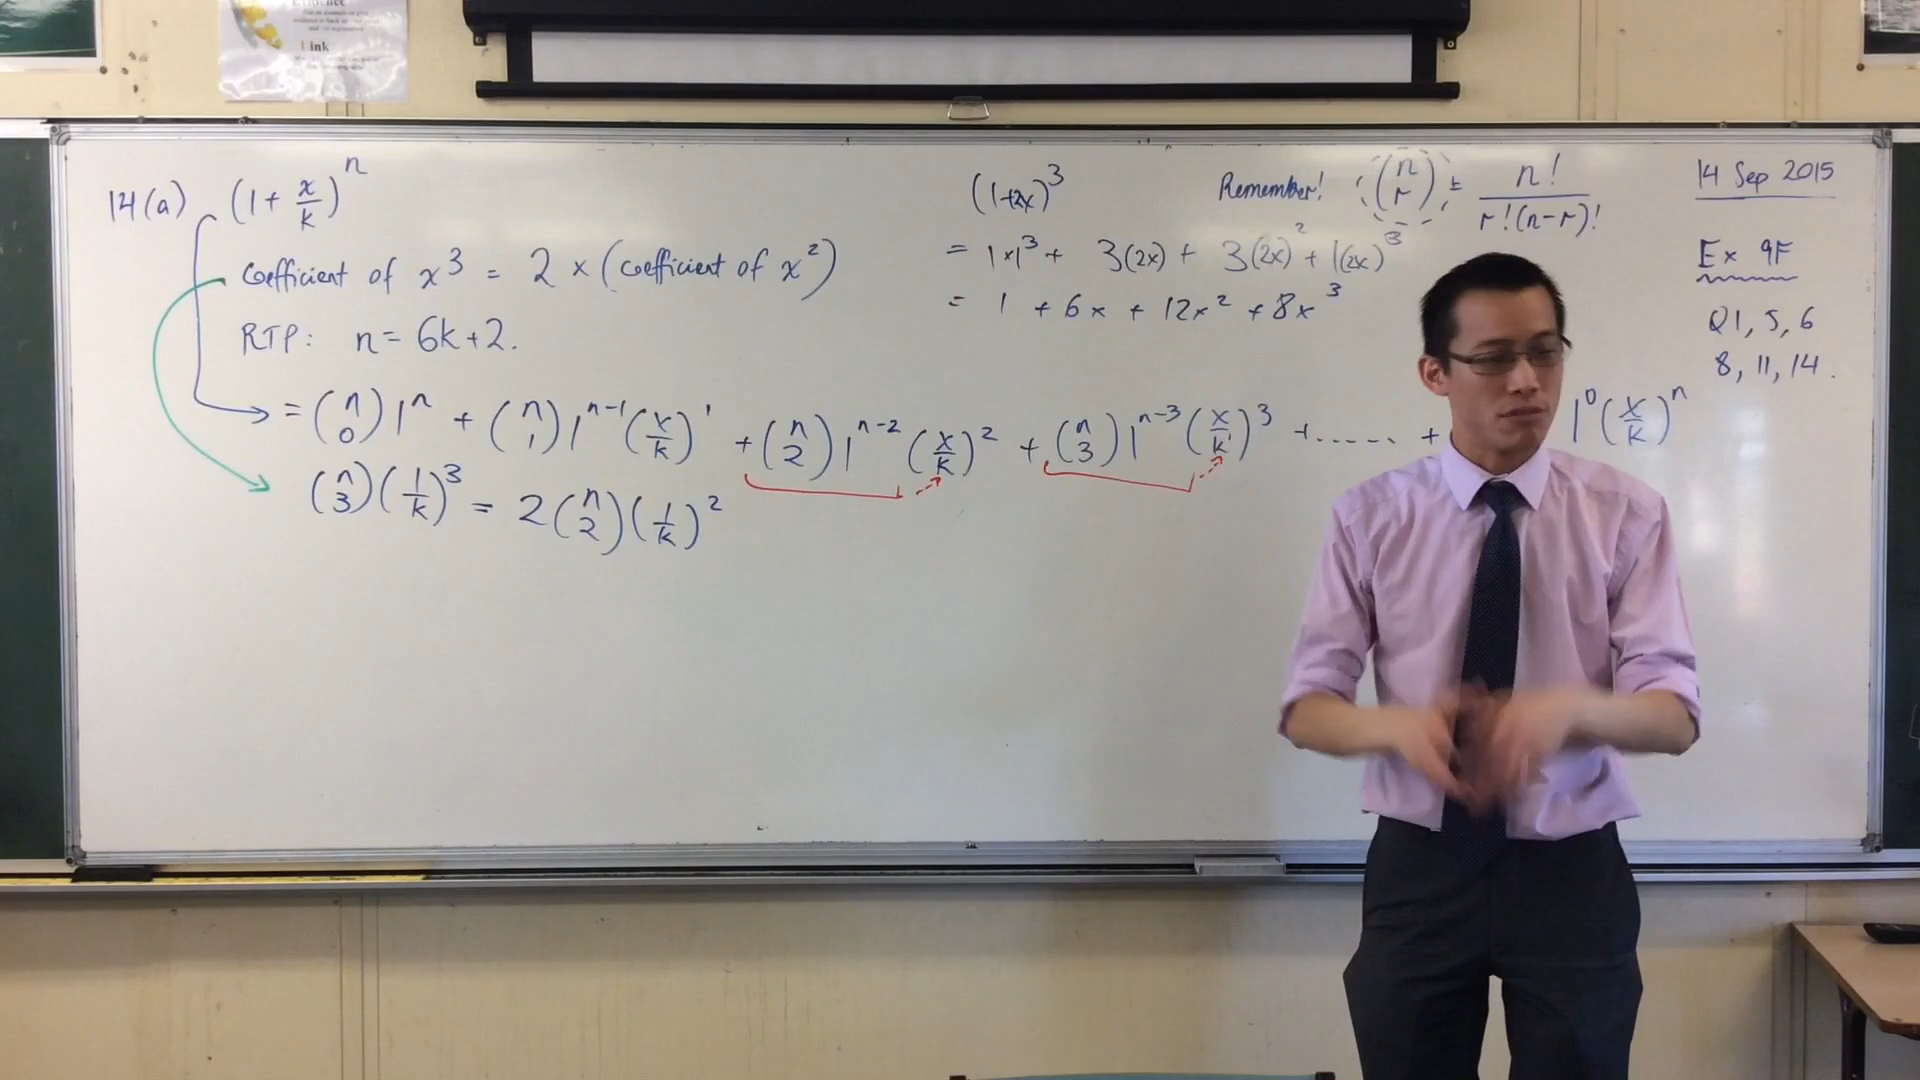 Link
14(a) (1 + x/k)^n
Coefficient of x^3 = 2 × (coefficient of x^2)
RTP: n = 6k + 2.
= (n 0) 1^n + (n 1) 1^(n-1) (x/k)^1 + (n 2) 1^(n-2) (x/k)^2 + (n 3) 1^(n-3) (x/k)^3 + ...... + 1^0 (x/k)^n
(n 3) (1/k)^3 = 2 (n 2) (1/k)^2
(1+2x)^3
= 1×1^3 + 3(2x) + 3(2x)^2 + 1(2x)^3
= 1 + 6x + 12x^2 + 8x^3
Remember! (n r) = n! / r!(n-r)!
14 Sep 2015
Ex 9F
Q1, 5, 6
8, 11, 14.